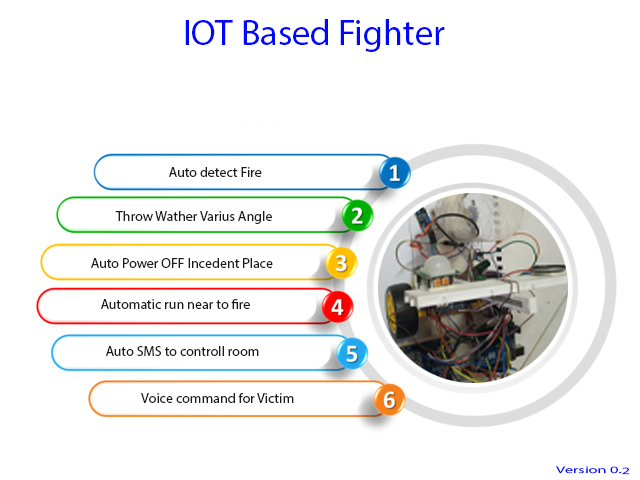 IOT Based Fighter
Auto detect Fire
1
Throw Wather Varius Angle
2
Auto Power OFF Incedent Place
3
Automatic run near to fire
4
Auto SMS to controll room
5
Voice command for Victim
6
Version 0.2